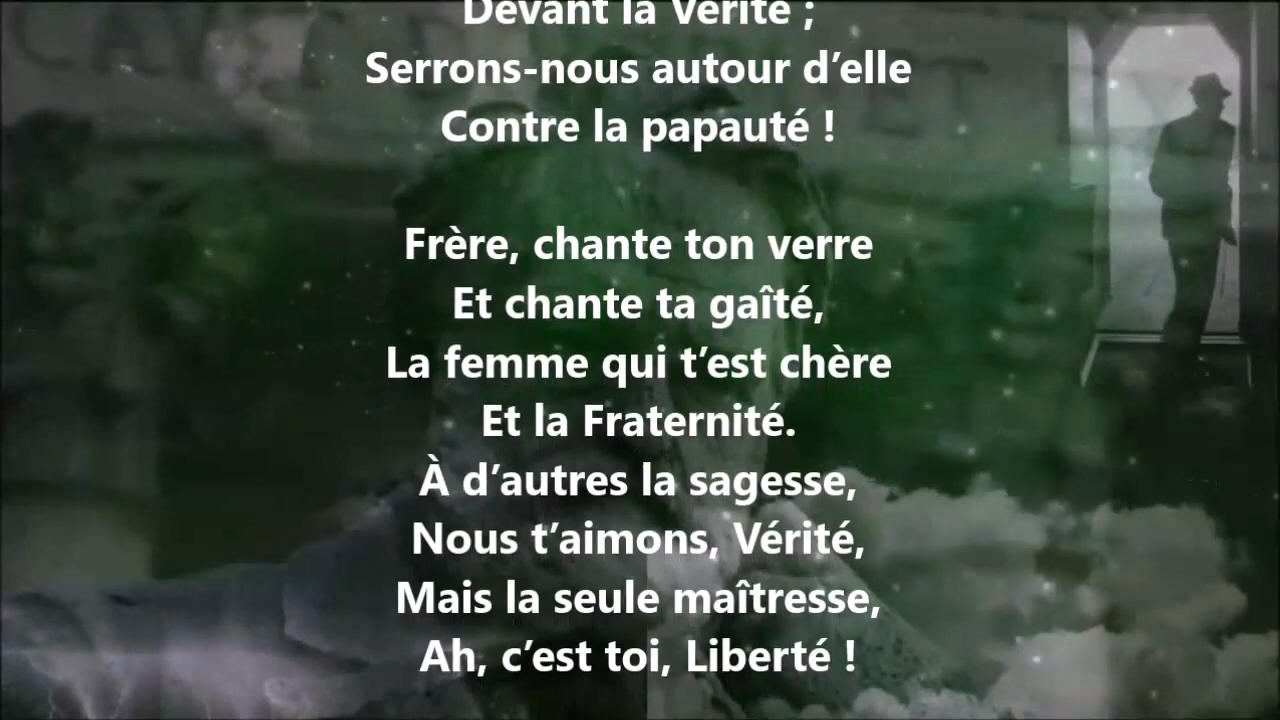 Devant la Vérité ;
Serrons-nous autour d’elle
Contre la papauté !
Frère, chante ton verre
Et chante ta gaîté,
La femme qui t’est chère
Et la Fraternité.
À d’autres la sagesse,
Nous t’aimons, Vérité,
Mais la seule maîtresse,
Ah, c’est toi, Liberté !